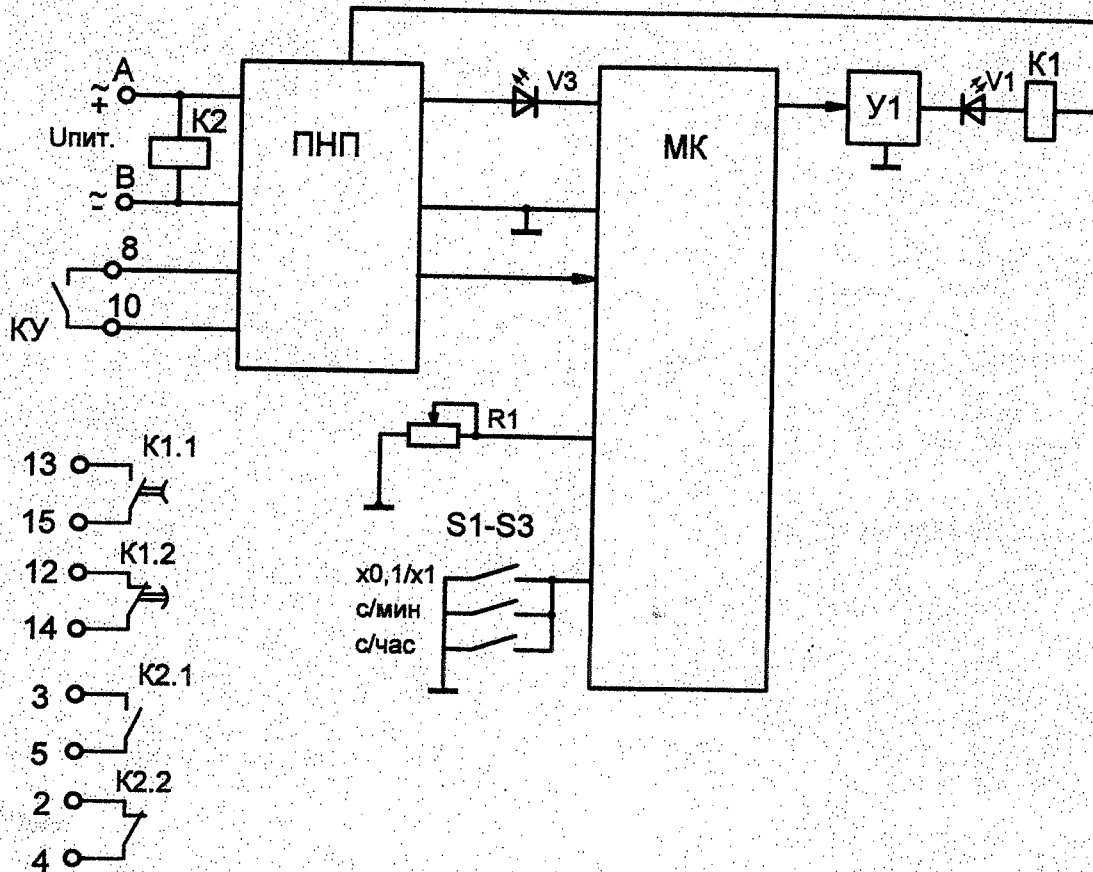 A
+~
Uпит.
K2
B
~-
8
10
КУ
ПНП
V3
МК
У1
V1
K1
R1
S1-S3
x0,1/x1
с/мин
с/час
13
K1.1
15
12
K1.2
14
3
K2.1
5
2
K2.2
4